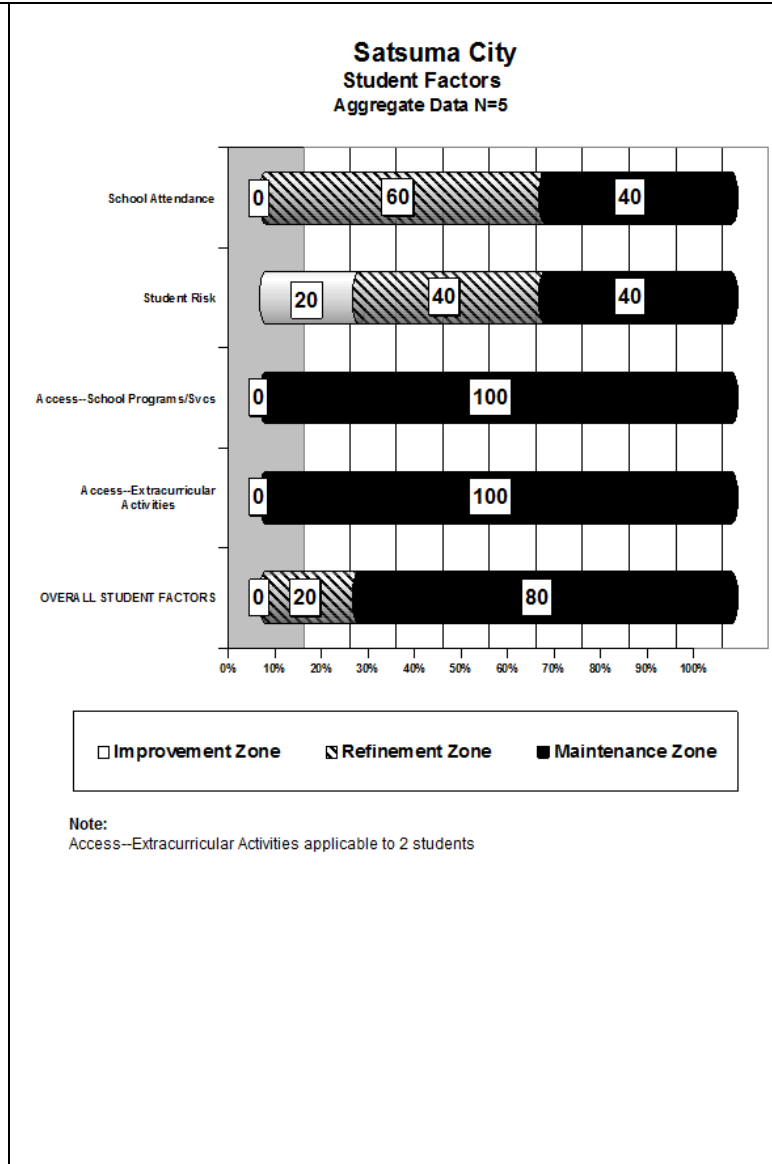 Satsuma City
Student Factors
Aggregate Data N=5
School Attendance
0
60
40
Student Risk
20
40
40
Access--School Programs/Svcs
0
100
Access--Extracurricular
Activities
0
100
OVERALL STUDENT FACTORS
0
20
80
0% 10% 20% 30% 40% 50% 60% 70% 80% 90% 100%
Improvement Zone Refinement Zone Maintenance Zone
Note:
Access--Extracurricular Activities applicable to 2 students